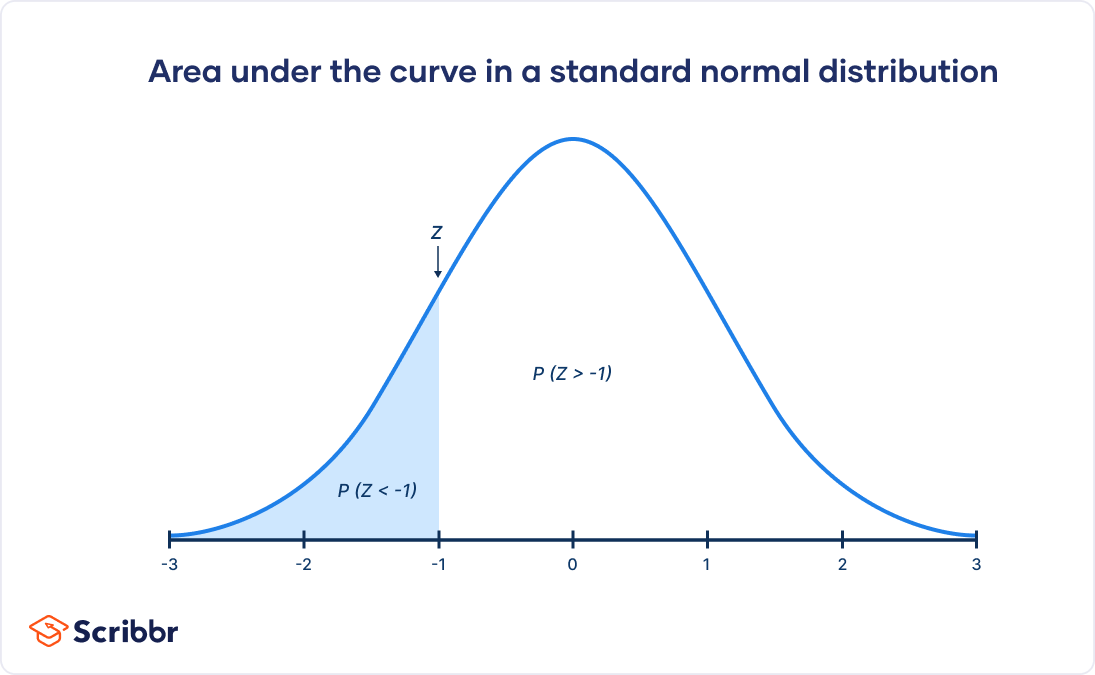 Area under the curve in a standard normal distribution
z
P (Z > -1)
P (Z < -1)
-3 -2 -1 0 1 2 3
Scribbr